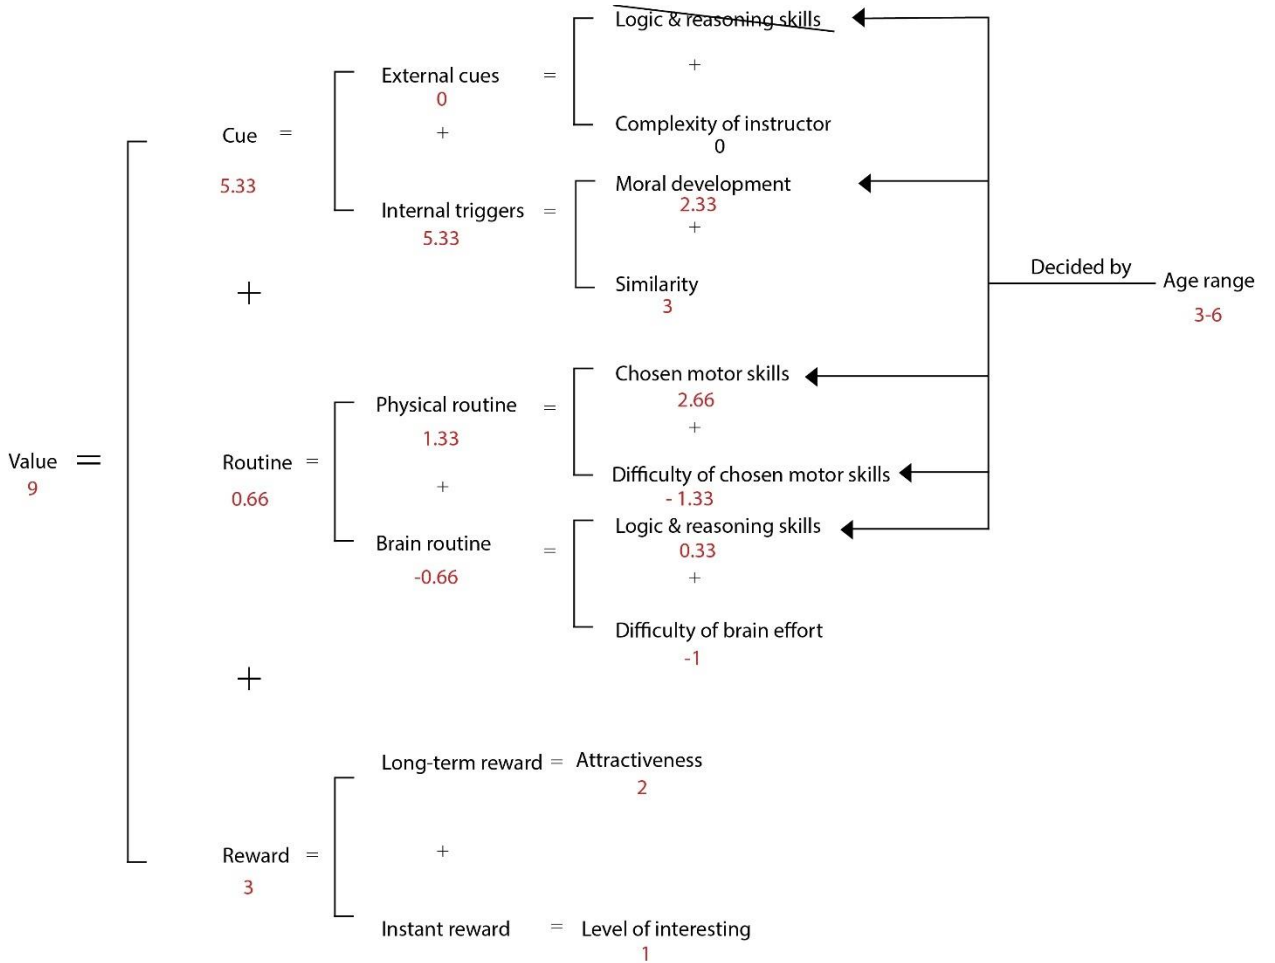 Logic & reasoning skills
+
External cues =
0
+
Complexity of instructor
0
Cue =
5.33
Moral development
2.33
+
Internal triggers =
5.33
Similarity
3
+
Decided by
Age range
3-6
Chosen motor skills
2.66
+
Physical routine =
1.33
+
Difficulty of chosen motor skills
- 1.33
Value =
9
Routine =
0.66
Logic & reasoning skills
0.33
+
Brain routine =
-0.66
Difficulty of brain effort
-1
+
Long-term reward = Attractiveness
2
+
Reward =
3
Instant reward = Level of interesting
1